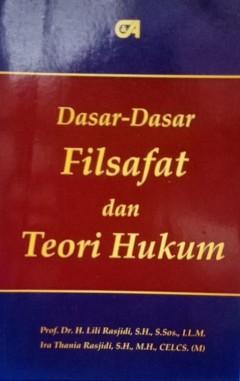 Dasar-Dasar
Filsafat
dan
Teori Hukum
Prof. Dr. H. Lili Rasjidi, S.H., S.Sos., LL.M.
Ira Thania Rasjidi, S.H., M.H., CELCS. (M)